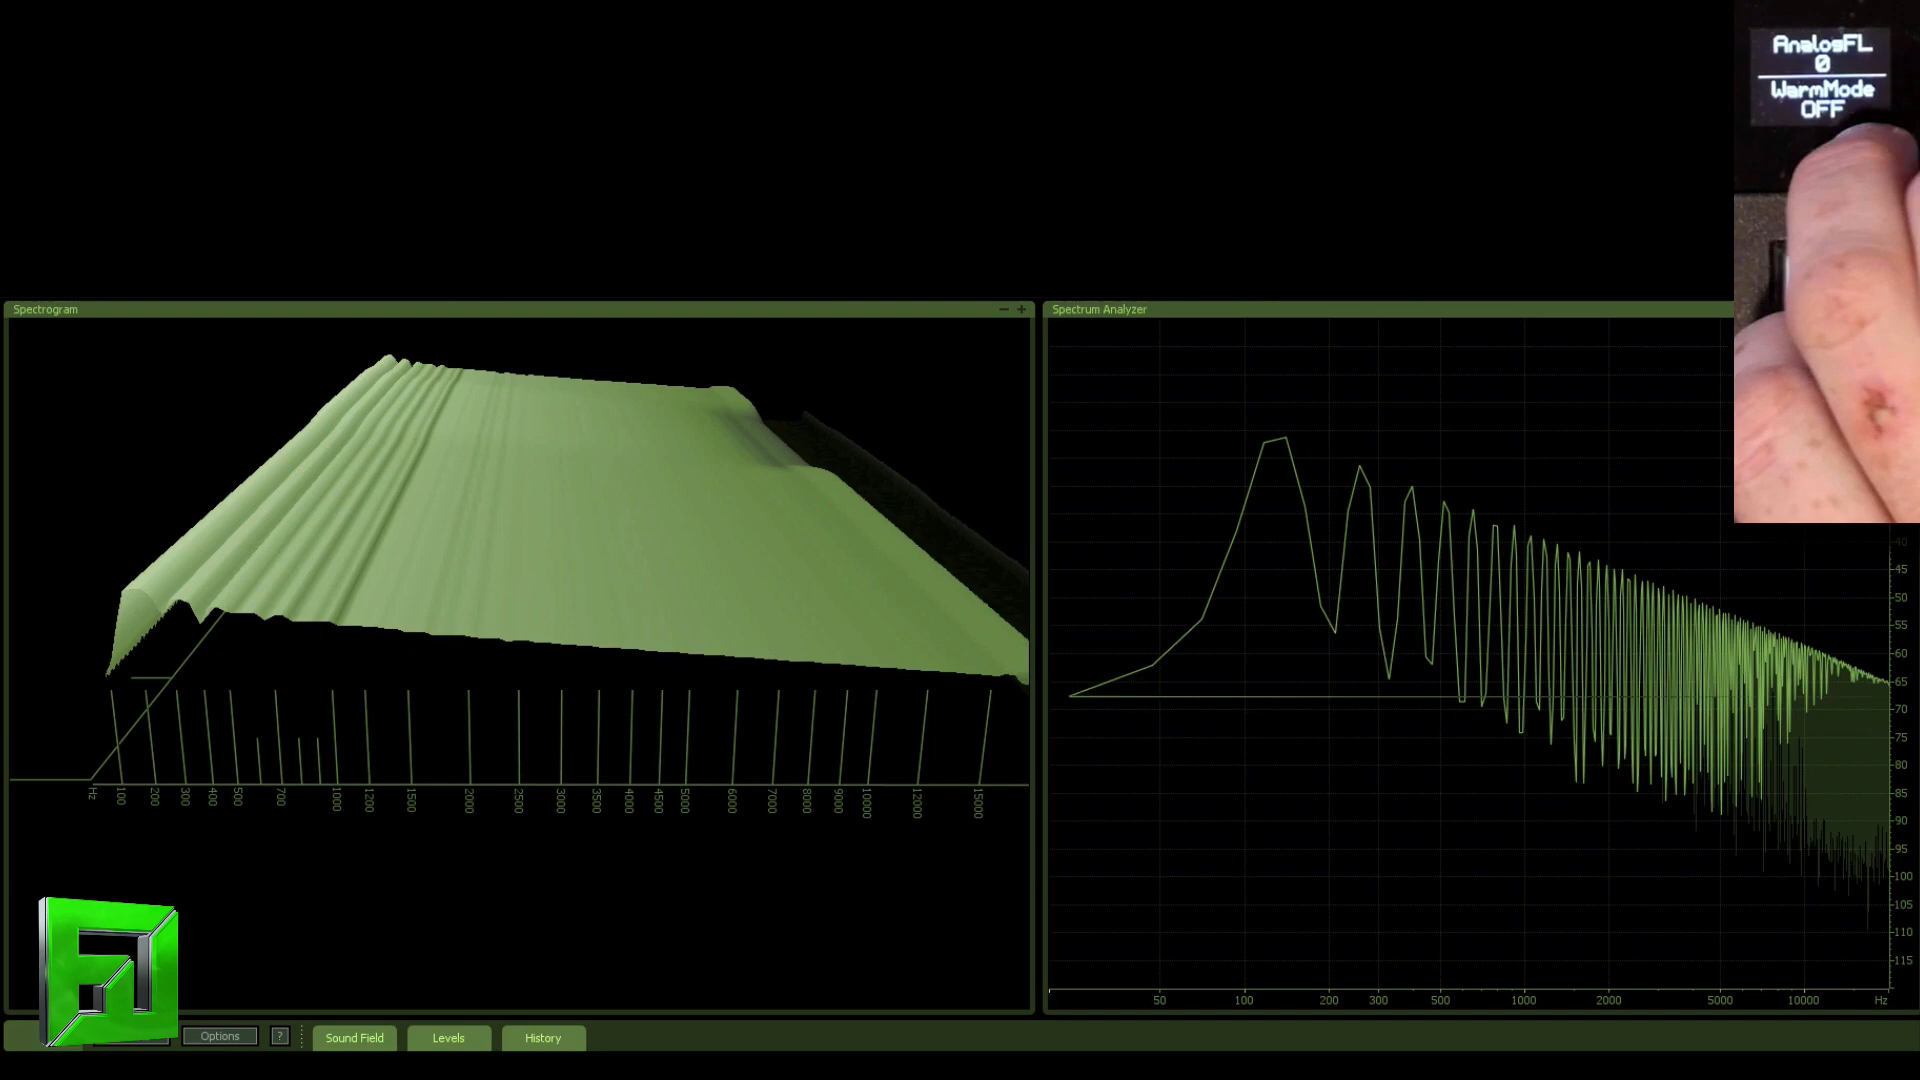 AnalogFL
0
WarmMode
OFF
Spectrogram
Spectrum Analyzer
40
45
50
55
60
65
70
75
80
85
90
95
100
105
110
115
Hz 100 200 300 400 500 700 1000 1200 1500 2000 2500 3000 3500 4000 4500 5000 6000 7000 8000 9000 10000 12000 15000
50 100 200 300 500 1000 2000 5000 10000 Hz
Options ? Sound Field Levels History